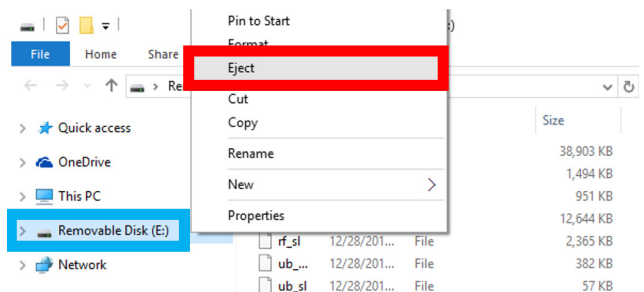 Pin to Start
:)
Format
File Home Share
Eject
Re
Cut
Size
Copy
Quick access
38,903 KB
Rename
OneDrive
1,494 KB
New
This PC
951 KB
Properties
12,644 KB
Removable Disk (E:)
rf_sl 12/28/201... File 2,365 KB
Network
ub_... 12/28/201... File 382 KB
ub_sl 12/28/201... File 57 KB